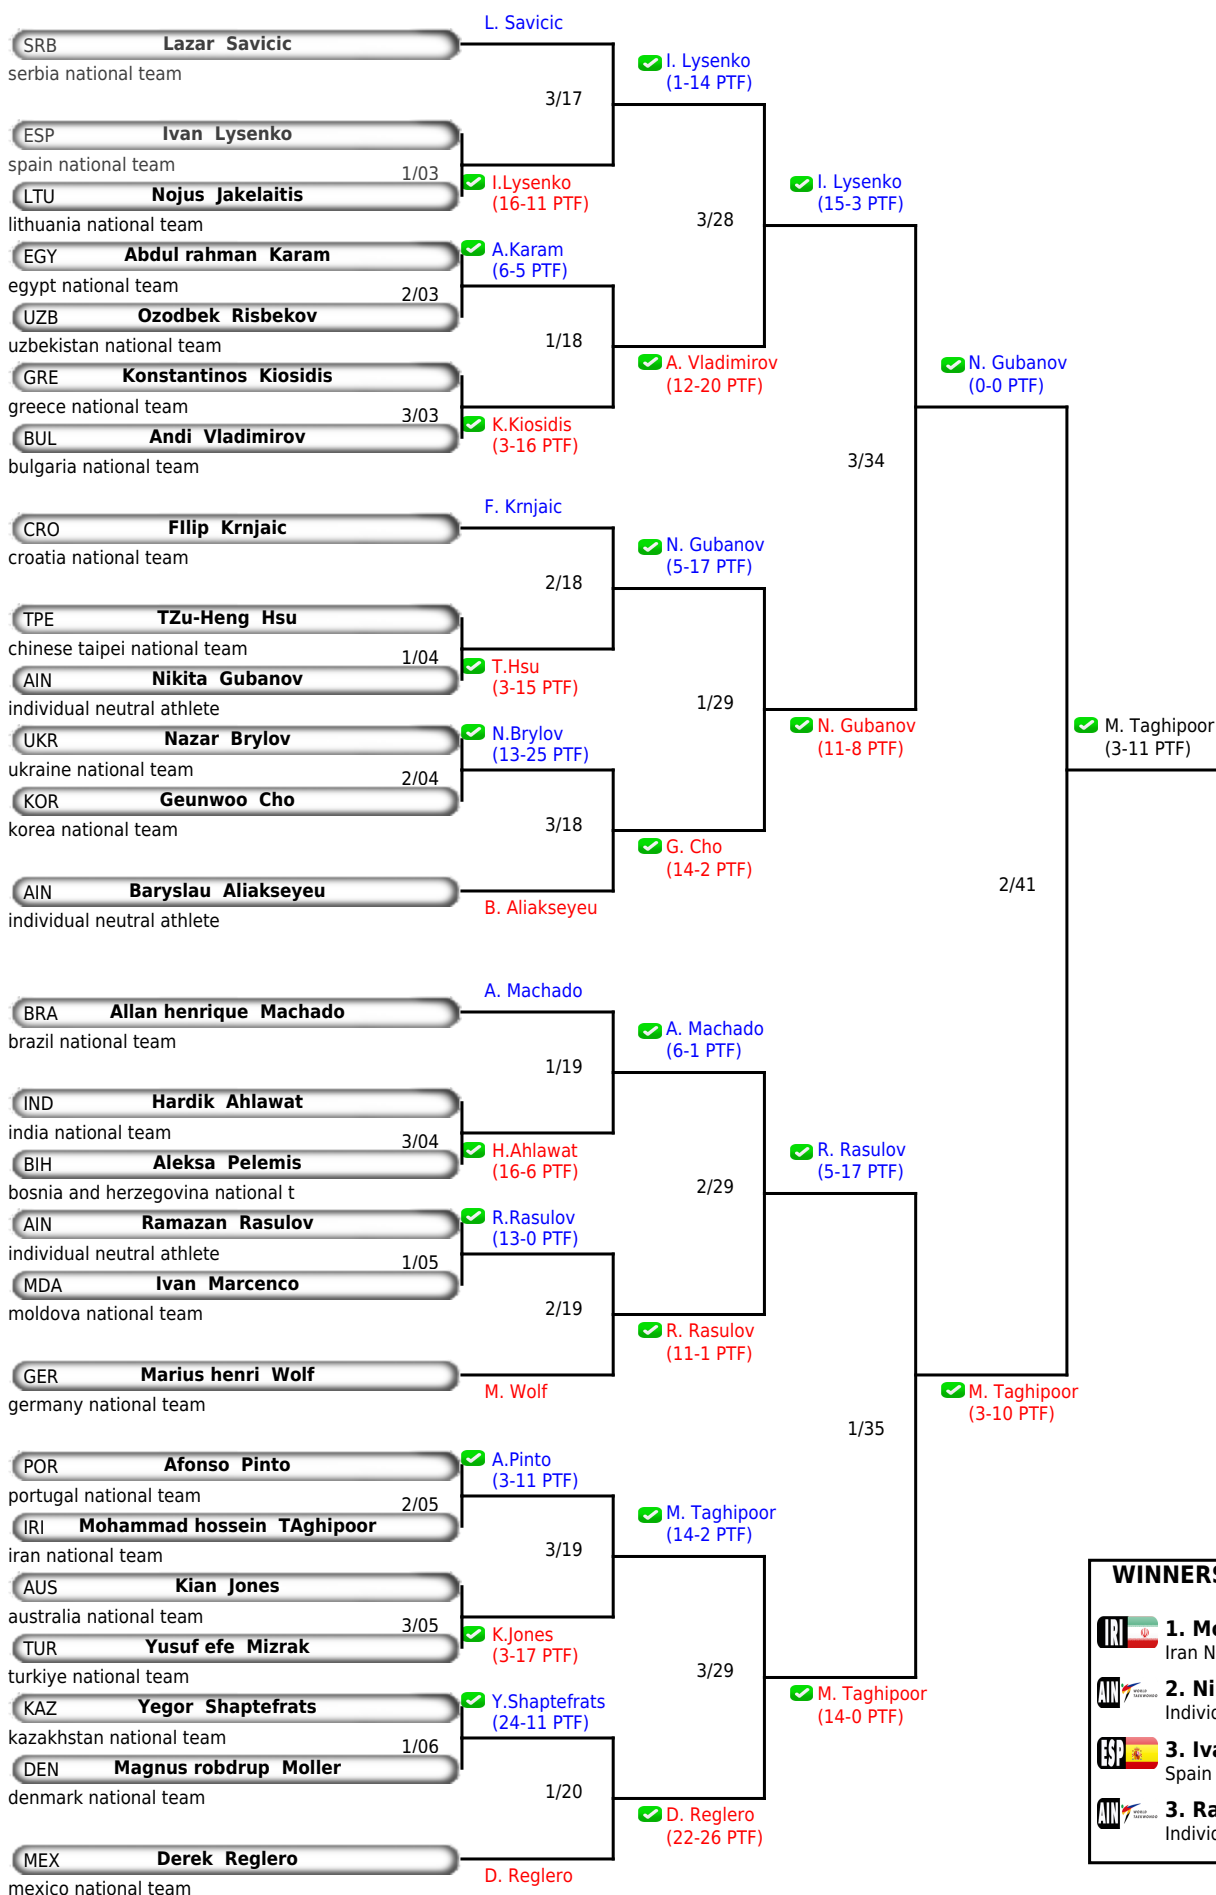 L. Savicic
SRB Lazar Savicic
serbia national team
I. Lysenko
(1-14 PTF)
3/17
ESP Ivan Lysenko
spain national team
1/03
I.Lysenko
(16-11 PTF)
LTU Nojus Jakelaitis
lithuania national team
I. Lysenko
(15-3 PTF)
3/28
EGY Abdul rahman Karam
egypt national team
A.Karam
(6-5 PTF)
2/03
UZB Ozodbek Risbekov
uzbekistan national team
1/18
A. Vladimirov
(12-20 PTF)
N. Gubanov
(0-0 PTF)
GRE Konstantinos Kiosidis
greece national team
3/03
K.Kiosidis
(3-16 PTF)
BUL Andi Vladimirov
bulgaria national team
3/34
F. Krnjaic
CRO FIlip Krnjaic
croatia national team
N. Gubanov
(5-17 PTF)
2/18
TPE TZu-Heng Hsu
chinese taipei national team
1/04
T.Hsu
(3-15 PTF)
AIN Nikita Gubanov
individual neutral athlete
1/29
N. Gubanov
(11-8 PTF)
M. Taghipoor
(3-11 PTF)
UKR Nazar Brylov
ukraine national team
N.Brylov
(13-25 PTF)
2/04
KOR Geunwoo Cho
korea national team
3/18
G. Cho
(14-2 PTF)
2/41
AIN Baryslau Aliakseyeu
individual neutral athlete
B. Aliakseyeu
A. Machado
BRA Allan henrique Machado
brazil national team
A. Machado
(6-1 PTF)
1/19
IND Hardik Ahlawat
india national team
3/04
H.Ahlawat
(16-6 PTF)
BIH Aleksa Pelemis
bosnia and herzegovina national t
R. Rasulov
(5-17 PTF)
2/29
AIN Ramazan Rasulov
individual neutral athlete
R.Rasulov
(13-0 PTF)
1/05
MDA Ivan Marcenco
moldova national team
2/19
R. Rasulov
(11-1 PTF)
GER Marius henri Wolf
germany national team
M. Wolf
M. Taghipoor
(3-10 PTF)
1/35
POR Afonso Pinto
portugal national team
A.Pinto
(3-11 PTF)
2/05
IRI Mohammad hossein TAghipoor
iran national team
M. Taghipoor
(14-2 PTF)
3/19
AUS Kian Jones
australia national team
3/05
K.Jones
(3-17 PTF)
TUR Yusuf efe Mizrak
turkiye national team
3/29
M. Taghipoor
(14-0 PTF)
KAZ Yegor Shaptefrats
kazakhstan national team
Y.Shaptefrats
(24-11 PTF)
1/06
DEN Magnus robdrup Moller
denmark national team
1/20
D. Reglero
(22-26 PTF)
MEX Derek Reglero
mexico national team
D. Reglero
WINNERS
IRI 1. Mo
Iran N
AIN 2. Ni
Individ
ESP 3. Iva
Spain
AIN 3. Ra
Individ